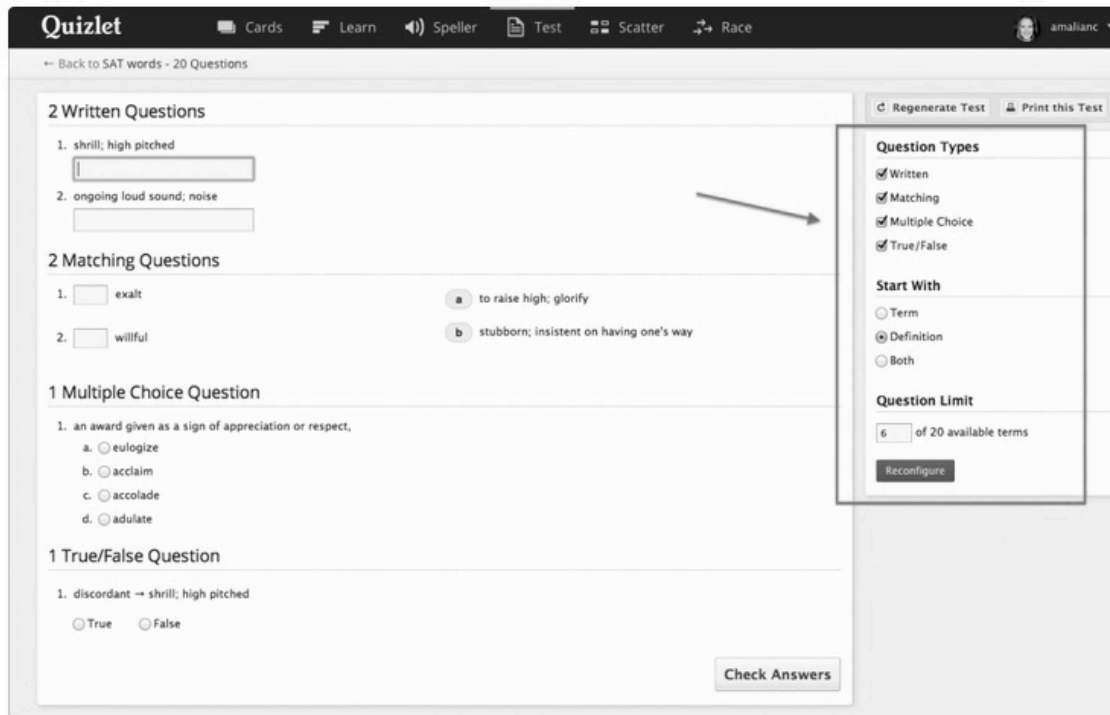 Quizlet
Cards
Learn
Speller
Test
Scatter
Race
amalianc
← Back to SAT words - 20 Questions
2 Written Questions
1. shrill; high pitched
2. ongoing loud sound; noise
2 Matching Questions
1. exalt
a to raise high; glorify
2. willful
b stubborn; insistent on having one's way
1 Multiple Choice Question
1. an award given as a sign of appreciation or respect,
a. eulogize
b. acclaim
c. accolade
d. adulate
1 True/False Question
1. discordant → shrill; high pitched
True False
Check Answers
Regenerate Test
Print this Test
Question Types
Written
Matching
Multiple Choice
True/False
Start With
Term
Definition
Both
Question Limit
6 of 20 available terms
Reconfigure